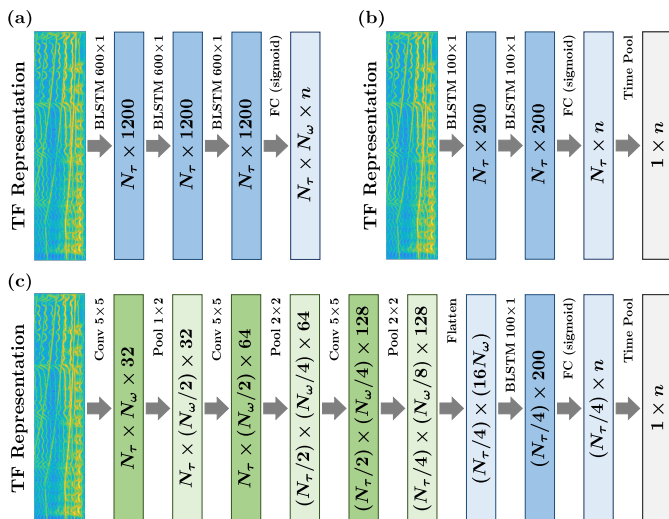 (a)
TF Representation
BLSTM 600×1
N_τ × 1200
BLSTM 600×1
N_τ × 1200
BLSTM 600×1
N_τ × 1200
FC (sigmoid)
N_τ × N_ω × n
(b)
TF Representation
BLSTM 100×1
N_τ × 200
BLSTM 100×1
N_τ × 200
FC (sigmoid)
N_τ × n
Time Pool
1 × n
(c)
TF Representation
Conv 5×5
N_τ × N_ω × 32
Pool 1×2
N_τ × (N_ω/2) × 32
Conv 5×5
N_τ × (N_ω/2) × 64
Pool 2×2
(N_τ/2) × (N_ω/4) × 64
Conv 5×5
(N_τ/2) × (N_ω/4) × 128
Pool 2×2
(N_τ/4) × (N_ω/8) × 128
Flatten
(N_τ/4) × (16N_ω)
BLSTM 100×1
(N_τ/4) × 200
FC (sigmoid)
(N_τ/4) × n
Time Pool
1 × n